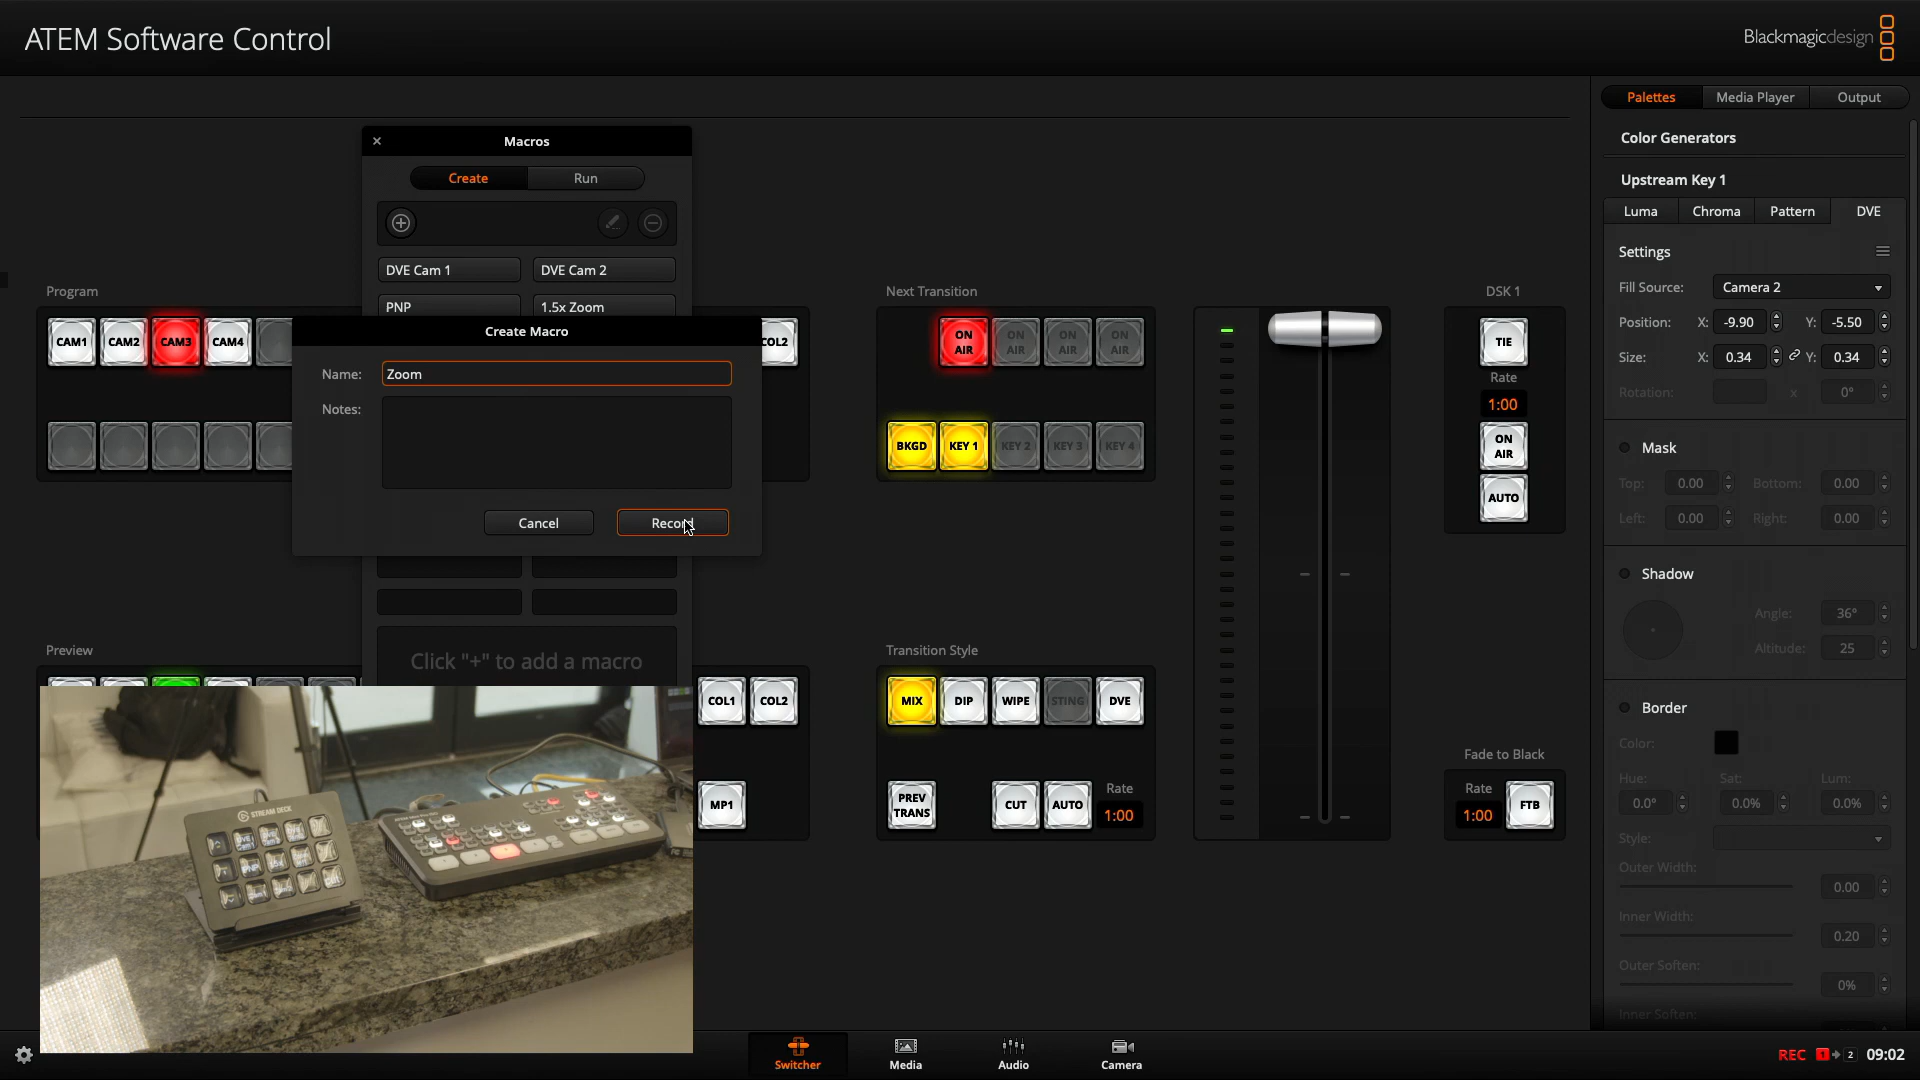 ATEM Software Control
Blackmagicdesign
Palettes
Media Player
Output
Color Generators
Upstream Key 1
Luma
Chroma
Pattern
DVE
Settings
Fill Source:
Camera 2
Position:
X:
-9.90
Y:
-5.50
Size:
X:
0.34
Y:
0.34
Rotation:
x
0°
Mask
Top:
0.00
Bottom:
0.00
Left:
0.00
Right:
0.00
Shadow
Angle:
36°
Altitude:
25
Border
Color:
Hue:
Sat:
Lum:
0.0°
0.0%
0.0%
Style:
Outer Width:
0.00
Inner Width:
0.20
Outer Soften:
0%
Inner Soften:
Macros
Create
Run
DVE Cam 1
DVE Cam 2
PNP
1.5x Zoom
Create Macro
Name:
Zoom
Notes:
Cancel
Record
Click "+" to add a macro
Program
CAM1
CAM2
CAM3
CAM4
COL2
Preview
COL1
COL2
MP1
Next Transition
ON AIR
ON AIR
ON AIR
ON AIR
BKGD
KEY 1
KEY 2
KEY 3
KEY 4
Transition Style
MIX
DIP
WIPE
STING
DVE
PREV TRANS
CUT
AUTO
Rate
1:00
DSK 1
TIE
Rate
1:00
ON AIR
AUTO
Fade to Black
Rate
1:00
FTB
STREAM DECK
Switcher
Media
Audio
Camera
REC
1
2
09:02